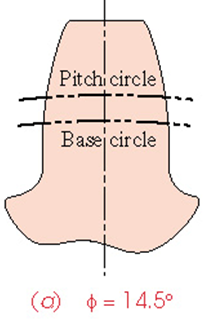 Pitch circle
Base circle
(a) ϕ = 14.5°